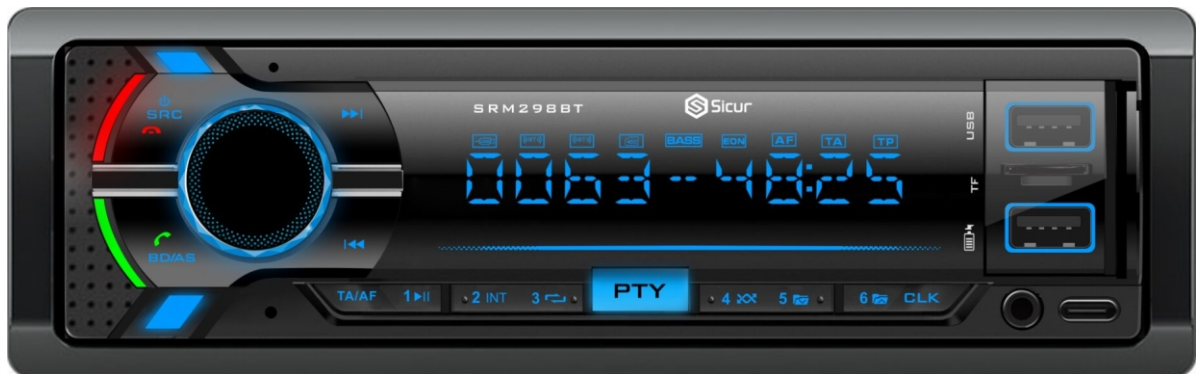 SRC
BD/AS
SRM298BT
Sicur
BASS EON AF TA TP
0063-48:25
USB
TF
TA/AF 1 2 INT 3 PTY 4 5 6 CLK